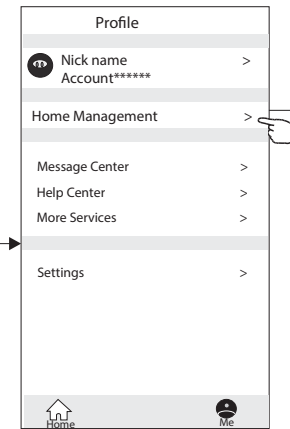 Profile
Nick name >
Account******
Home Management >
Message Center >
Help Center >
More Services >
Settings >
Home Me